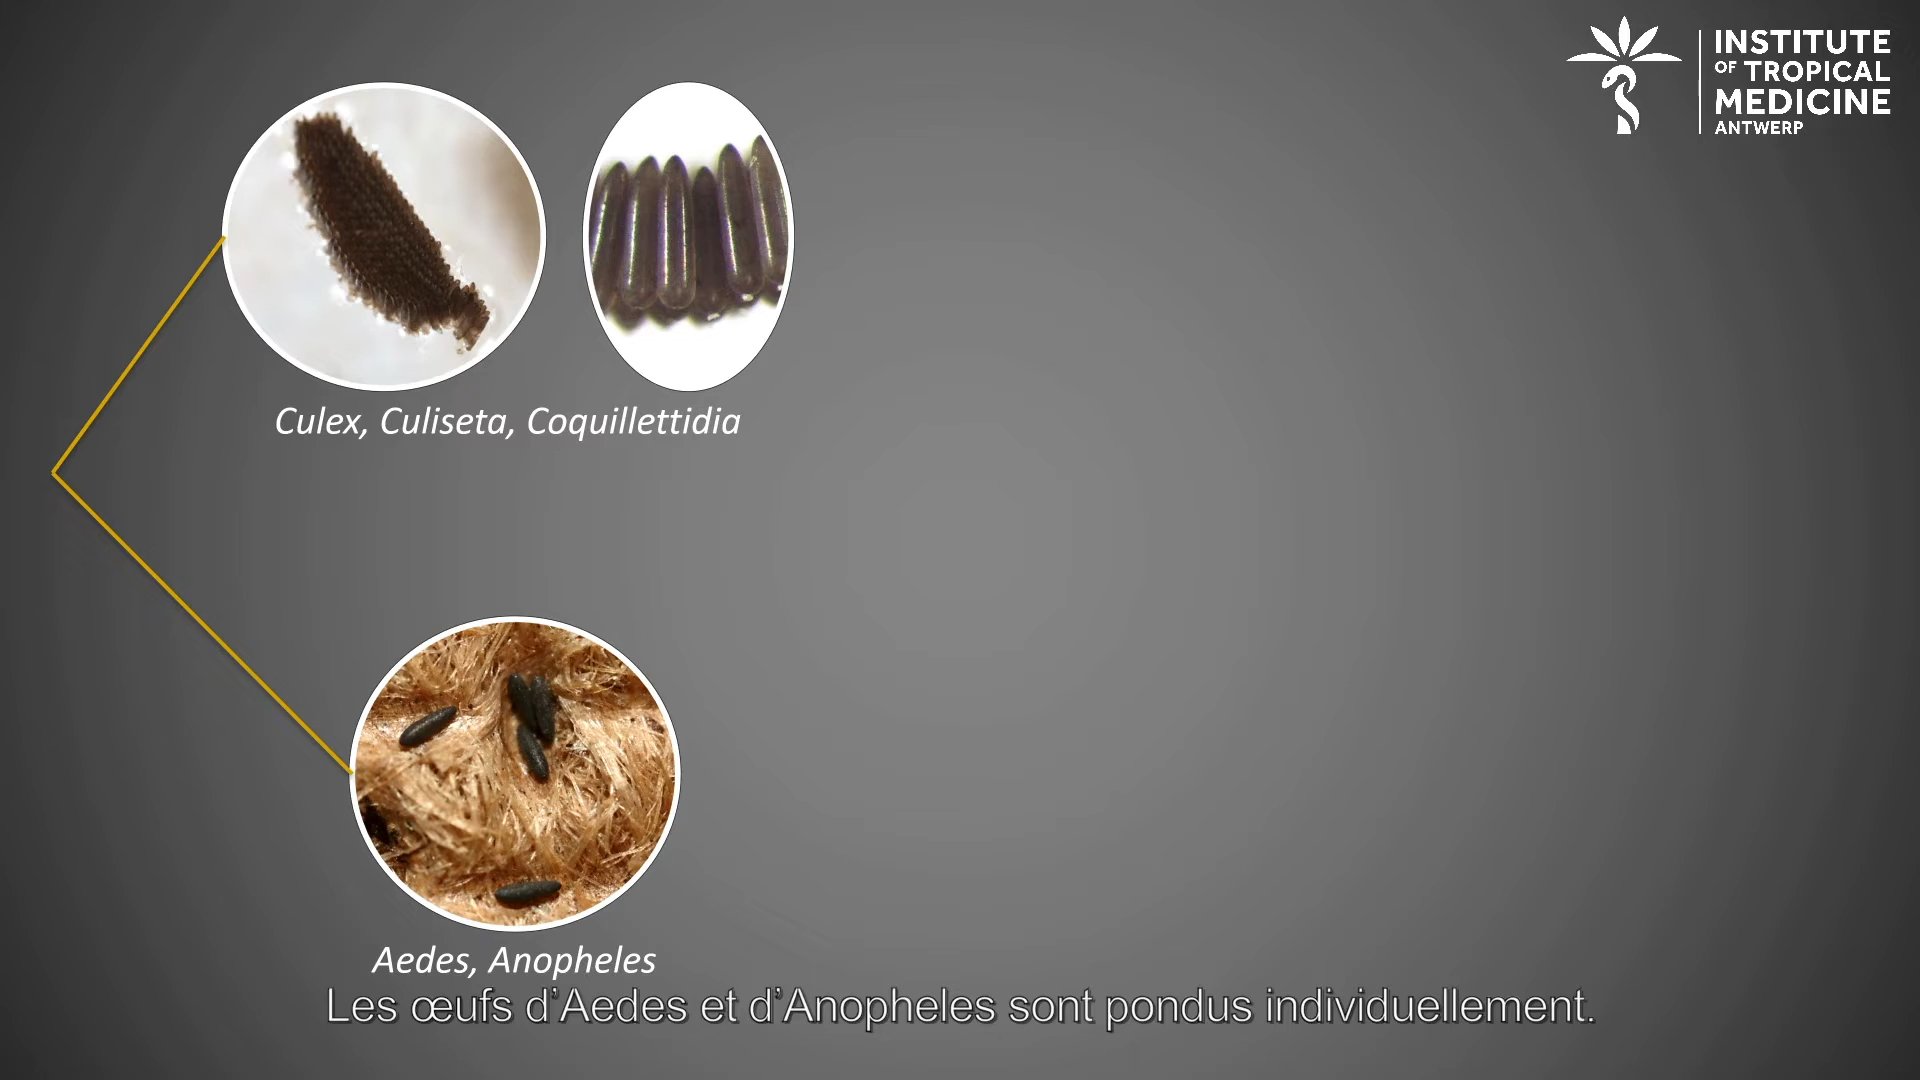 INSTITUTE
OF TROPICAL
MEDICINE
ANTWERP
Culex, Culiseta, Coquillettidia
Aedes, Anopheles
Les œufs d’Aedes et d’Anopheles sont pondus individuellement.